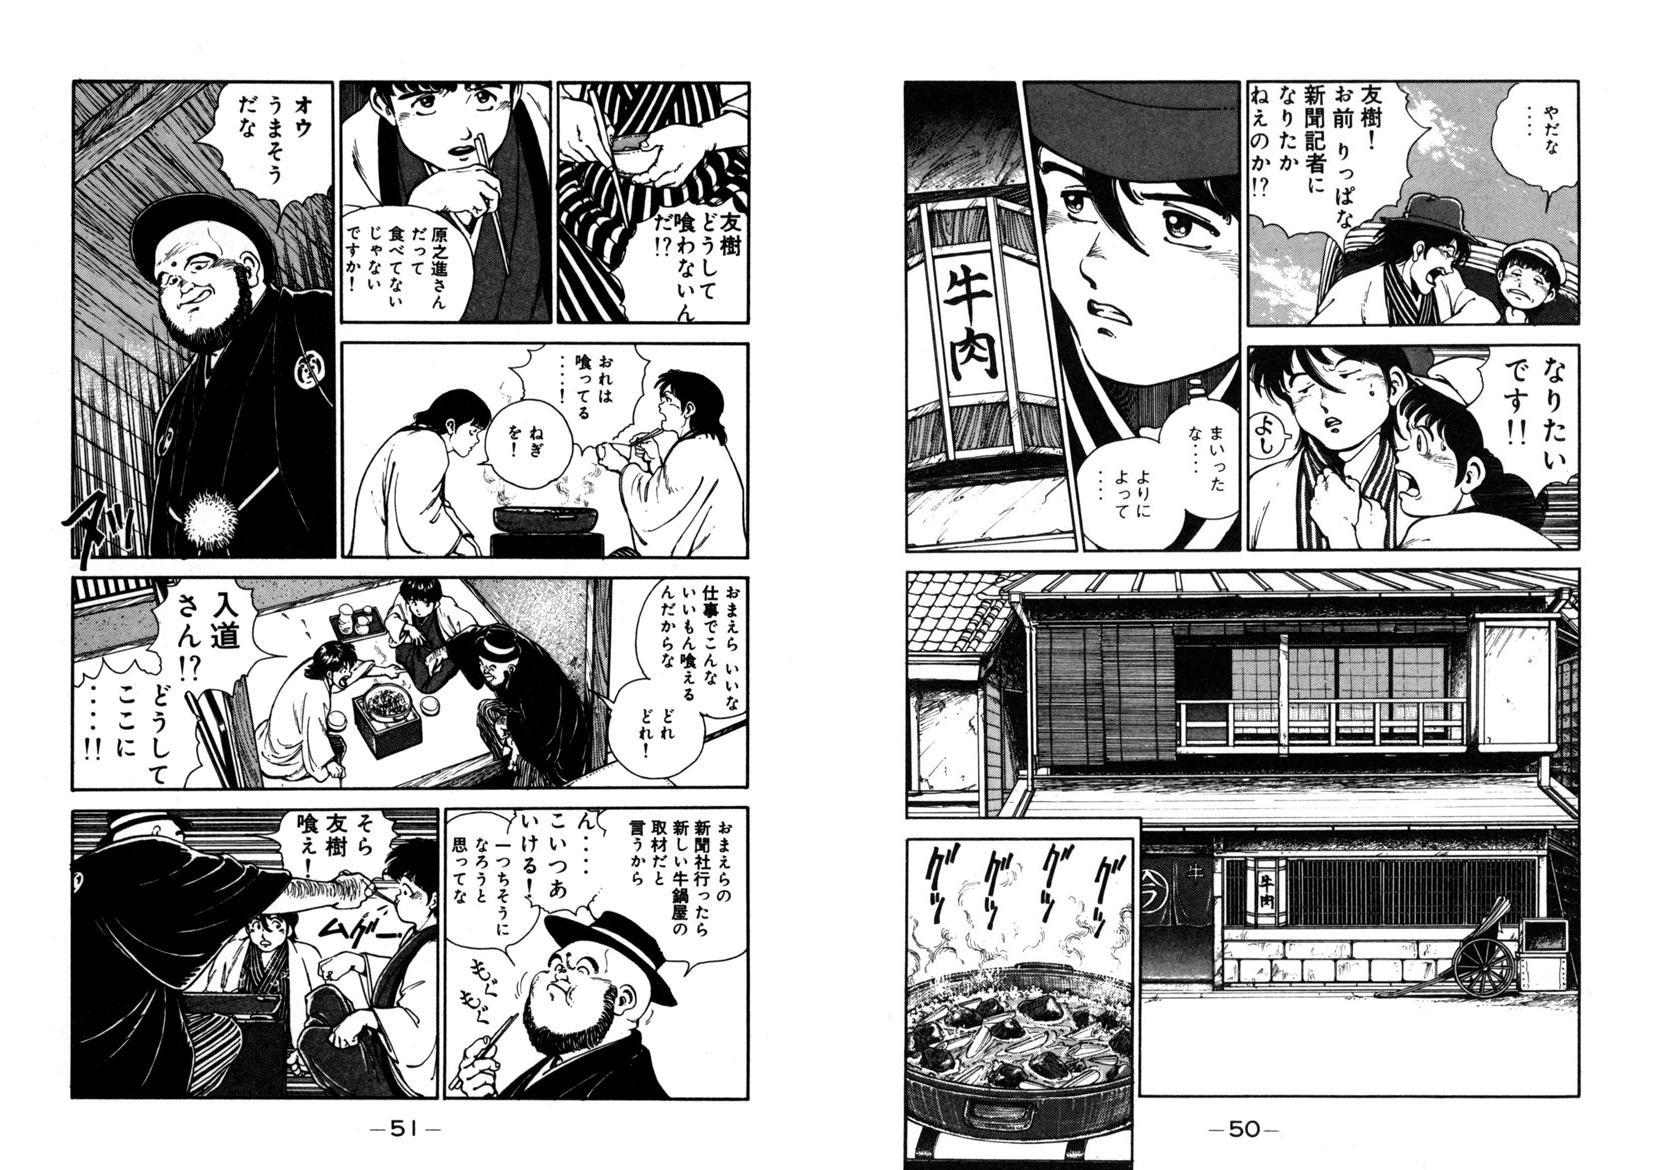 やだな
‥‥
友樹！
お前 りっぱな
新聞記者に
なりたか
ねえのか!?
まいった
な‥‥
よりに
よって
‥‥
牛肉
なりたい
です!!
よし
牛
牛肉
グツ
グツ
グツ
グツ
—50—
友樹
どうして
喰わないん
だ!?
原之進さん
だって
食べてない
じゃない
ですか！
オウ
うまそう
だな
おれは
喰ってる
‥‥！
ねぎ
を！
おまえら いいな
仕事でこんな
いいもん喰える
んだからな
どれ
どれ！
入道
さん!?
どうして
ここに
‥‥!!
おまえらの
新聞社行ったら
新しい牛鍋屋の
取材だと
言うから
ん‥‥
こいつぁ
いける！
一つちそうに
なろうと
思ってな
もぐ
もぐ
そら
友樹
喰え！
ムグー
—51—